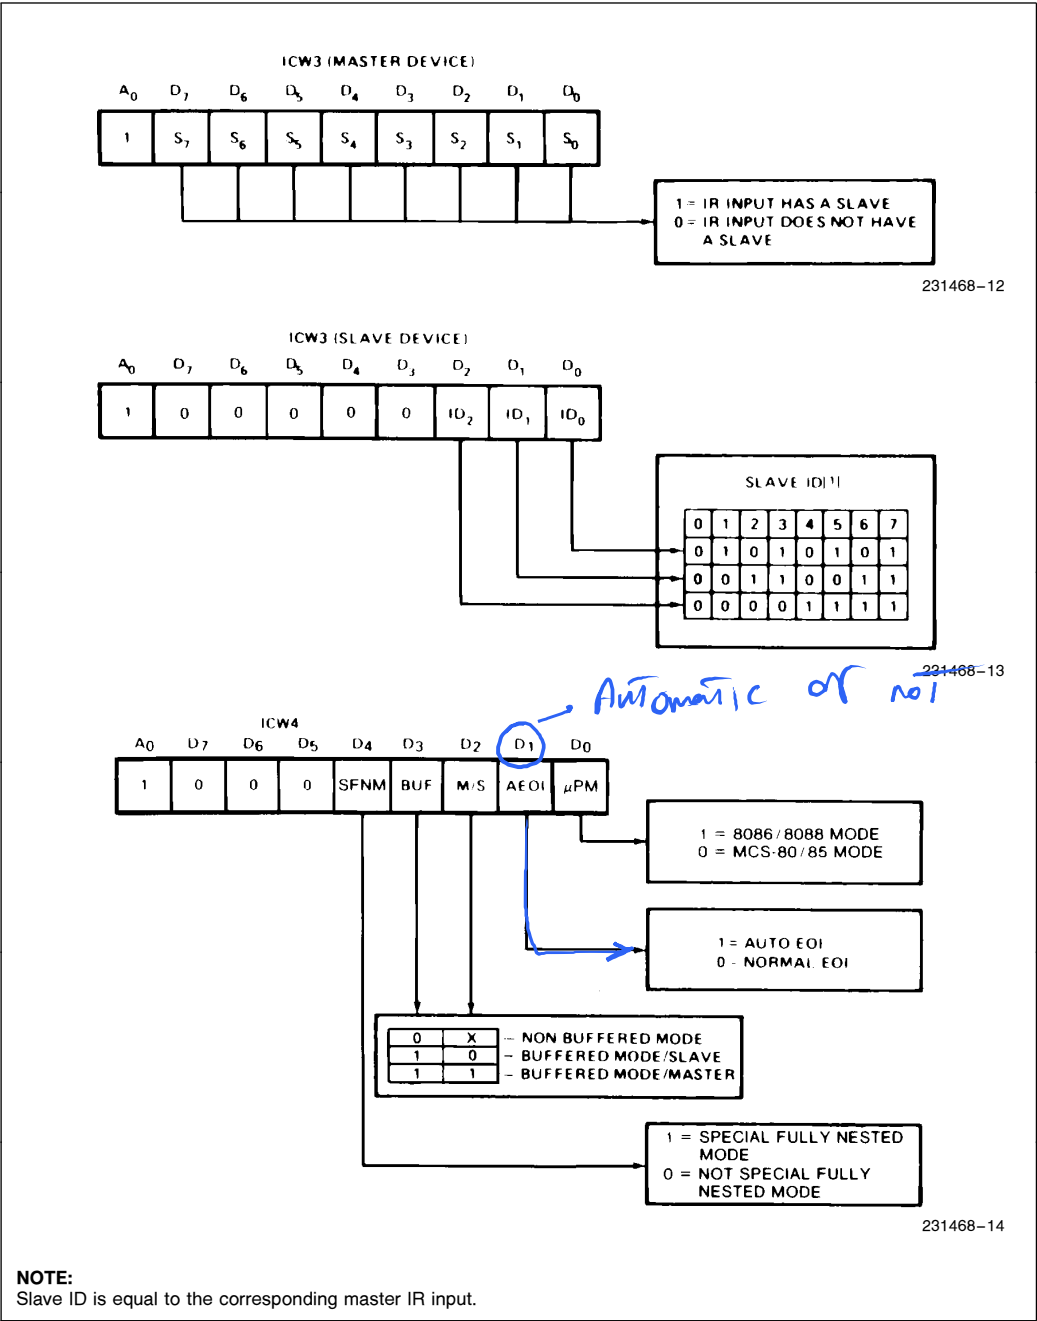 ICW3 (MASTER DEVICE)
A0 D7 D6 D5 D4 D3 D2 D1 D0
1 S7 S6 S5 S4 S3 S2 S1 S0
1 = IR INPUT HAS A SLAVE
0 = IR INPUT DOES NOT HAVE
A SLAVE
231468-12
ICW3 (SLAVE DEVICE)
A0 D7 D6 D5 D4 D3 D2 D1 D0
1 0 0 0 0 0 ID2 ID1 ID0
SLAVE ID[1]
0 1 2 3 4 5 6 7
0 1 0 1 0 1 0 1
0 0 1 1 0 0 1 1
0 0 0 0 1 1 1 1
231468-13
Automatic or not
ICW4
A0 D7 D6 D5 D4 D3 D2 D1 D0
1 0 0 0 SFNM BUF M/S AEOI μPM
1 = 8086/8088 MODE
0 = MCS-80/85 MODE
1 = AUTO EOI
0 - NORMAL EOI
0 X - NON BUFFERED MODE
1 0 - BUFFERED MODE/SLAVE
1 1 - BUFFERED MODE/MASTER
1 = SPECIAL FULLY NESTED
MODE
0 = NOT SPECIAL FULLY
NESTED MODE
231468-14
NOTE:
Slave ID is equal to the corresponding master IR input.